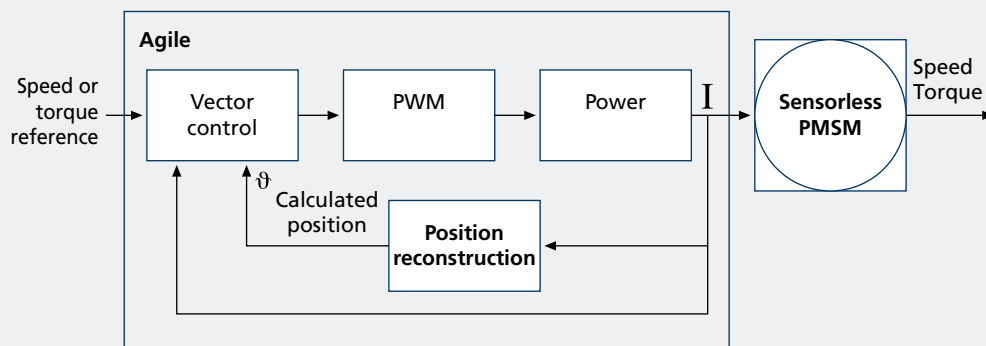 Agile
Speed or
torque
reference
Vector
control
PWM
Power
I
Sensorless
PMSM
Speed
Torque
ϑ
Calculated
position
Position
reconstruction